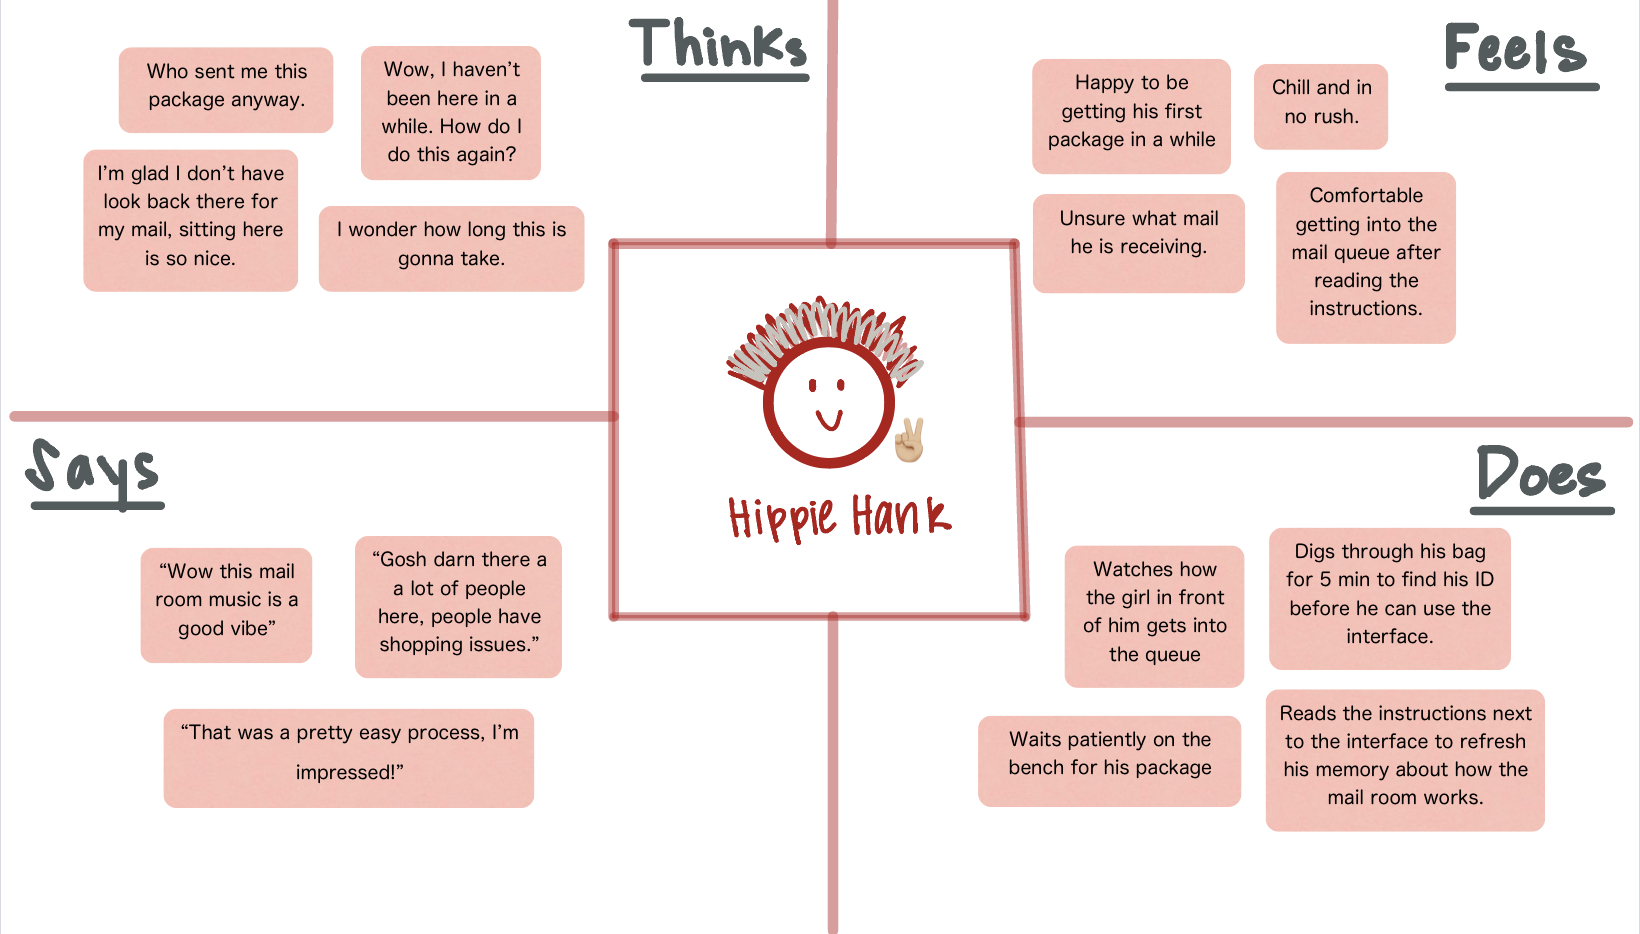 Thinks
Who sent me this
package anyway.
Wow, I haven't
been here in a
while. How do I
do this again?
I'm glad I don't have
look back there for
my mail, sitting here
is so nice.
I wonder how long this is
gonna take.
Feels
Happy to be
getting his first
package in a while
Chill and in
no rush.
Unsure what mail
he is receiving.
Comfortable
getting into the
mail queue after
reading the
instructions.
Hippie Hank
Says
“Wow this mail
room music is a
good vibe”
“Gosh darn there a
a lot of people
here, people have
shopping issues.”
“That was a pretty easy process, I'm
impressed!”
Does
Watches how
the girl in front
of him gets into
the queue
Digs through his bag
for 5 min to find his ID
before he can use the
interface.
Waits patiently on the
bench for his package
Reads the instructions next
to the interface to refresh
his memory about how the
mail room works.